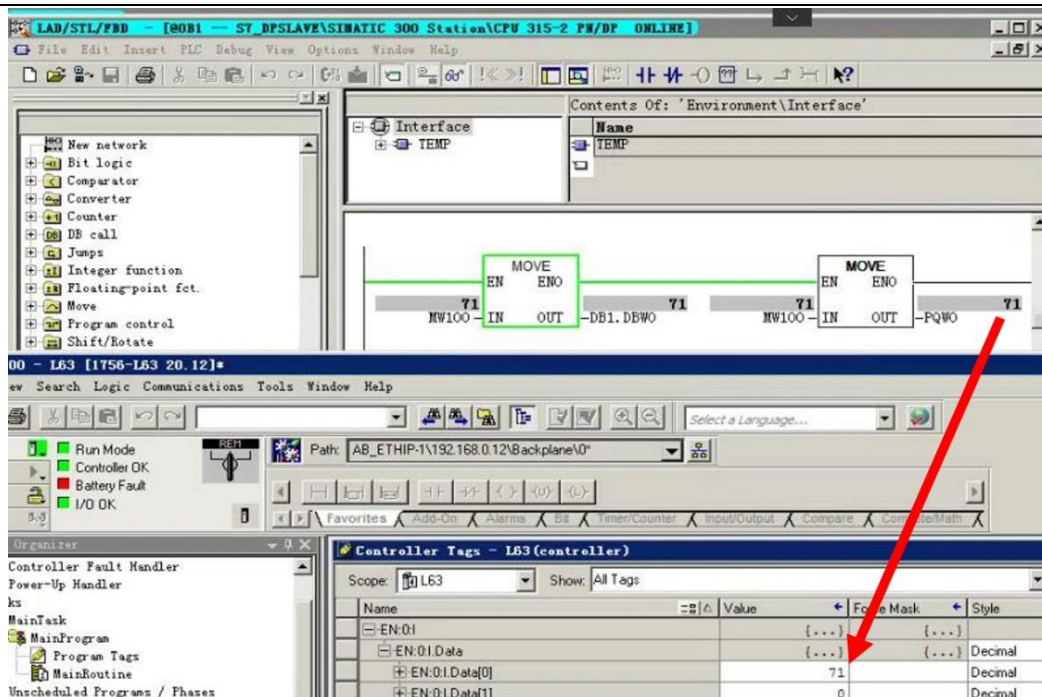 LAD/STL/FBD - [@OB1 -- ST_DPSLAVE\SIMATIC 300 Station\CPU 315-2 PN/DP ONLINE]
File Edit Insert PLC Debug View Options Window Help
Contents Of: 'Environment\Interface'
Interface
TEMP
Name
TEMP
New network
Bit logic
Comparator
Converter
Counter
DB call
Jumps
Integer function
Floating-point fct.
Move
Program control
Shift/Rotate
MOVE
EN ENO
71
MW100 IN OUT
71
DB1.DBW0
MOVE
EN ENO
71
MW100 IN OUT
71
PQW0
00 - L63 [1756-L63 20.12]*
ew Search Logic Communications Tools Window Help
Select a Language...
Run Mode
Controller OK
Battery Fault
I/O OK
REM
Path: AB_ETHIP-1\192.168.0.12\Backplane\0*
Favorites Add-On Alarms Bit Timer/Counter Input/Output Compare Compute/Math
Organizer
Controller Fault Handler
Power-Up Handler
ks
MainTask
MainProgram
Program Tags
MainRoutine
Unscheduled Programs / Phases
Controller Tags - L63(controller)
Scope: L63 Show: All Tags
Name Value Force Mask Style
EN:0:I {...} {...}
EN:0:I.Data {...} {...} Decimal
EN:0:I.Data[0] 71 Decimal
EN:0:I.Data[1] 0 Decimal